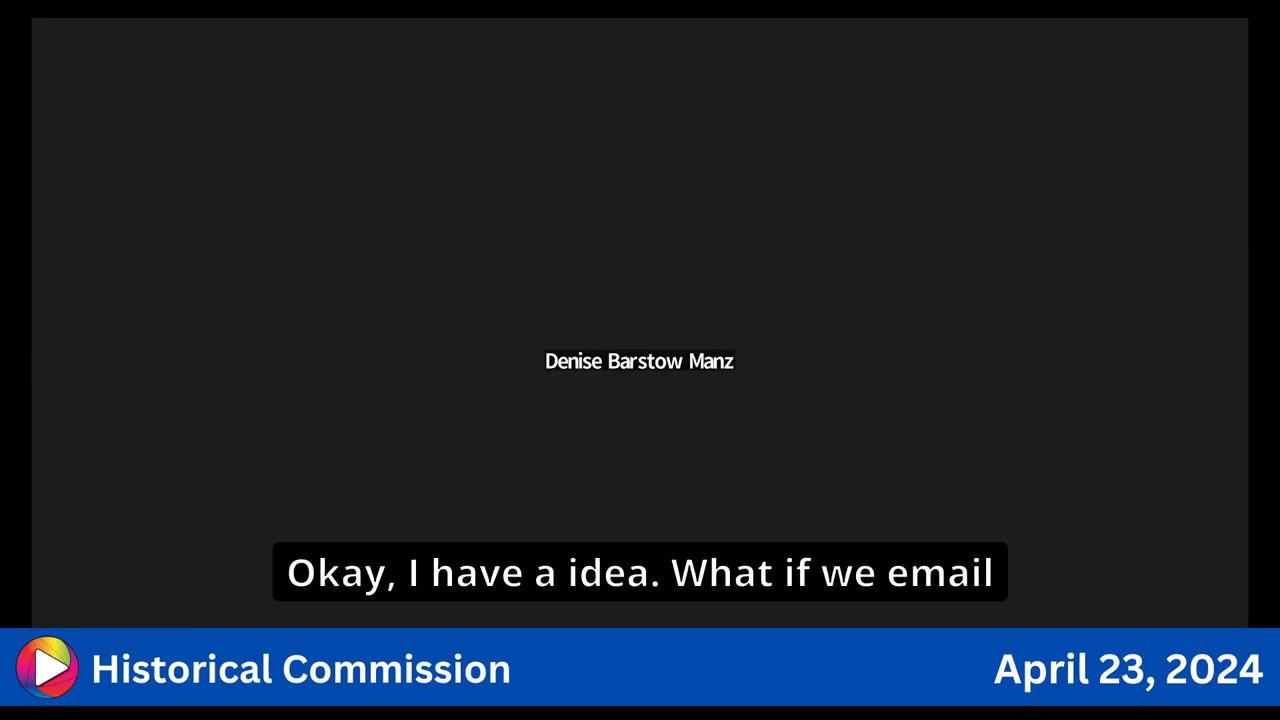 Denise Barstow Manz
Okay, I have a idea. What if we email
Historical Commission
April 23, 2024